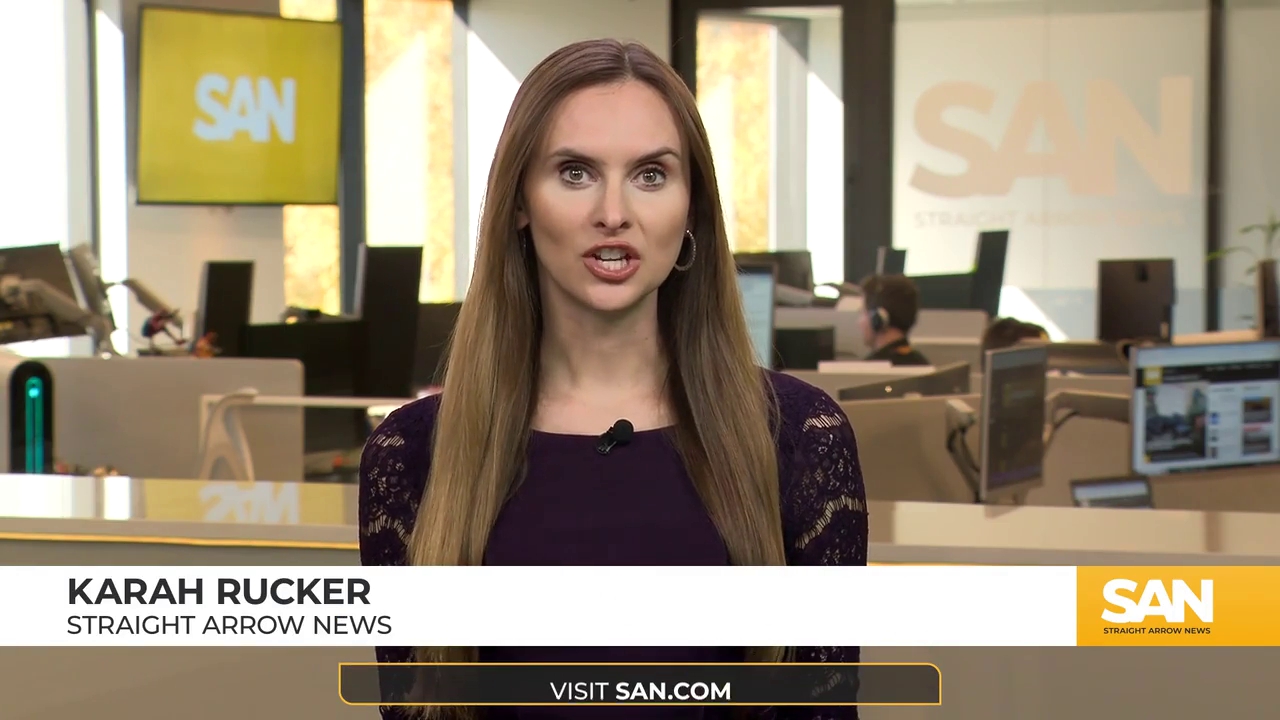 SAN
SAN
STRAIGHT ARROW NEWS
KARAH RUCKER
STRAIGHT ARROW NEWS
SAN
STRAIGHT ARROW NEWS
VISIT SAN.COM